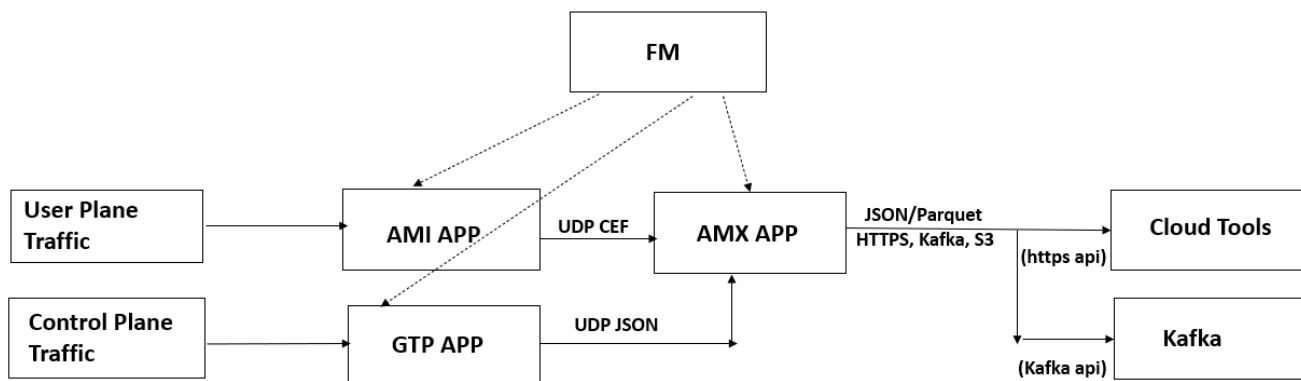 FM
User Plane
Traffic
AMI APP
UDP CEF
AMX APP
JSON/Parquet
HTTPS, Kafka, S3
(https api)
Cloud Tools
Control Plane
Traffic
GTP APP
UDP JSON
Kafka
(Kafka api)